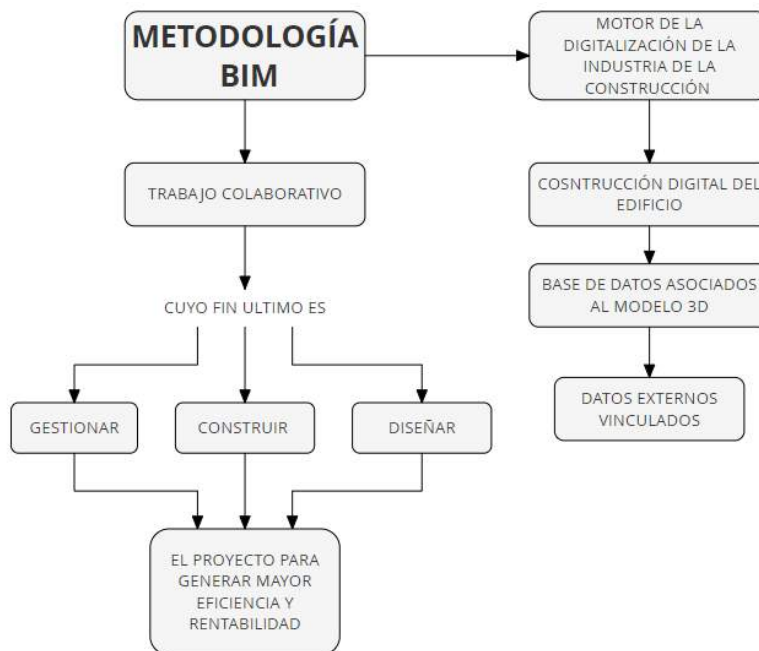 METODOLOGÍA
BIM
MOTOR DE LA
DIGITALIZACIÓN DE LA
INDUSTRIA DE LA
CONSTRUCCIÓN
TRABAJO COLABORATIVO
COSNTRUCCIÓN DIGITAL DEL
EDIFICIO
BASE DE DATOS ASOCIADOS
AL MODELO 3D
CUYO FIN ULTIMO ES
DATOS EXTERNOS
VINCULADOS
GESTIONAR
CONSTRUIR
DISEÑAR
EL PROYECTO PARA
GENERAR MAYOR
EFICIENCIA Y
RENTABILIDAD